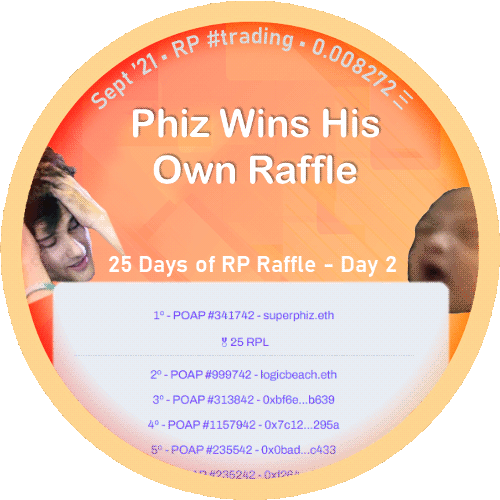 Sept '21 • RP #trading • 0.008272 Ξ
Phiz Wins His
Own Raffle
25 Days of RP Raffle - Day 2
1º - POAP #341742 - superphiz.eth
🎖 25 RPL
2º - POAP #999742 - logicbeach.eth
3º - POAP #313842 - 0xbf6e...b639
4º - POAP #1157942 - 0x7c12...295a
5º - POAP #235542 - 0x0bad...c433
POAP #235242 -